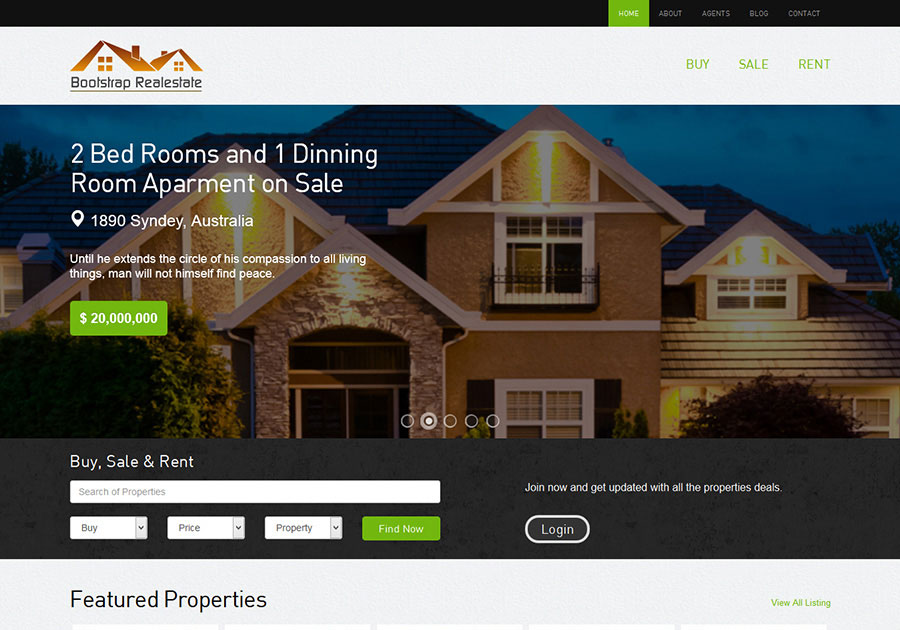 HOME ABOUT AGENTS BLOG CONTACT
Bootstrap Realestate
BUY SALE RENT
2 Bed Rooms and 1 Dinning
Room Aparment on Sale
1890 Syndey, Australia
Until he extends the circle of his compassion to all living
things, man will not himself find peace.
$ 20,000,000
Buy, Sale & Rent
Search of Properties
Join now and get updated with all the properties deals.
Buy Price Property Find Now
Login
Featured Properties
View All Listing